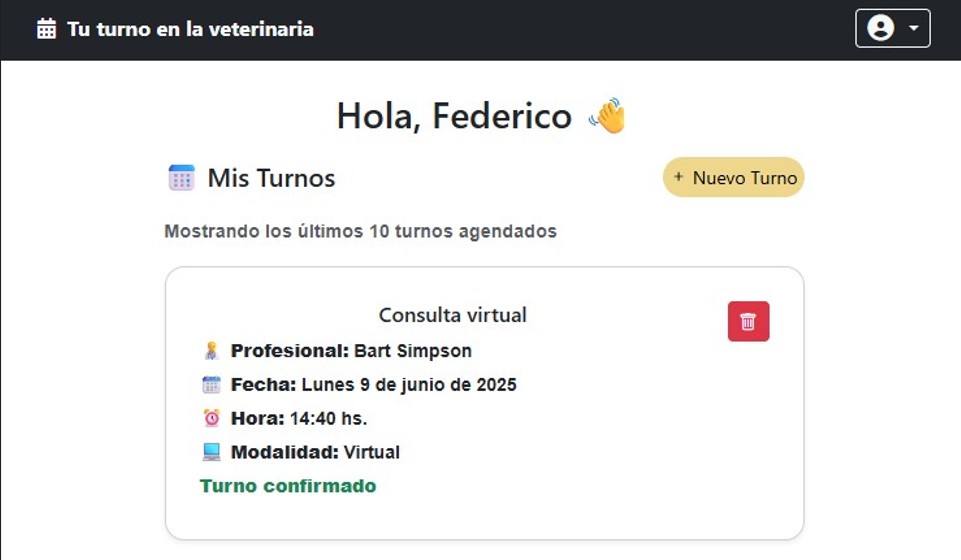 Tu turno en la veterinaria
Hola, Federico 👋
Mis Turnos
+ Nuevo Turno
Mostrando los últimos 10 turnos agendados
Consulta virtual
Profesional: Bart Simpson
Fecha: Lunes 9 de junio de 2025
Hora: 14:40 hs.
Modalidad: Virtual
Turno confirmado